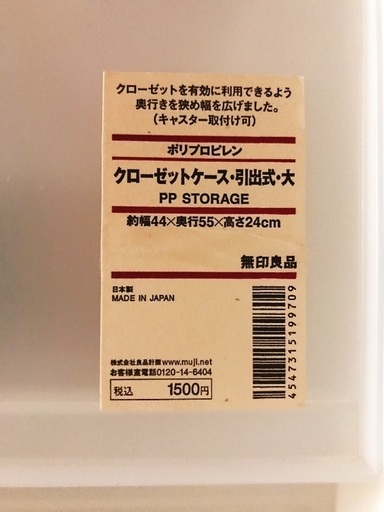 クローゼットを有効に利用できるよう
奥行きを狭め幅を広げました。
（キャスター取付け可）
ポリプロピレン
クローゼットケース・引出式・大
PP STORAGE
約幅44×奥行55×高さ24cm
無印良品
日本製
MADE IN JAPAN
4547315199709
株式会社良品計画 www.muji.net
お客様室電話0120-14-6404
税込 1500円